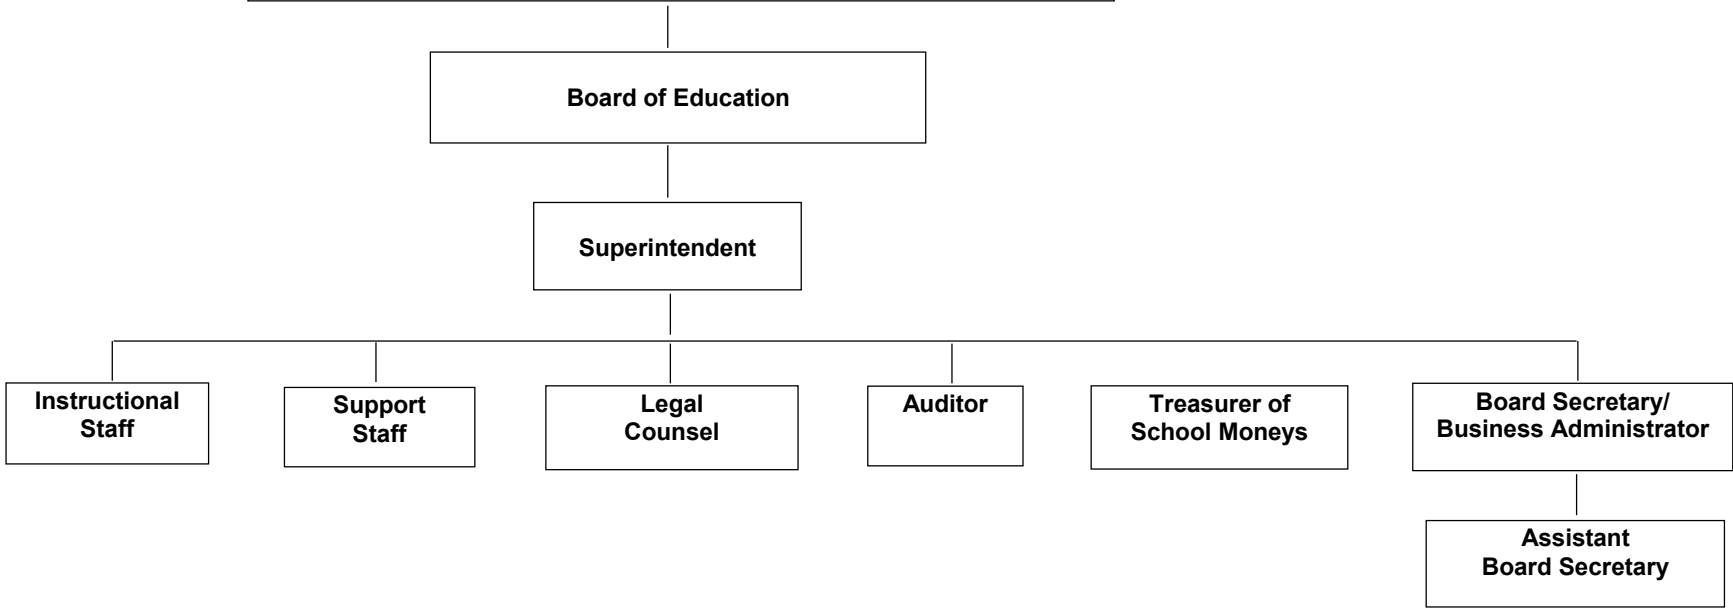 Board of Education
Superintendent
Instructional
Staff
Support
Staff
Legal
Counsel
Auditor
Treasurer of
School Moneys
Board Secretary/
Business Administrator
Assistant
Board Secretary